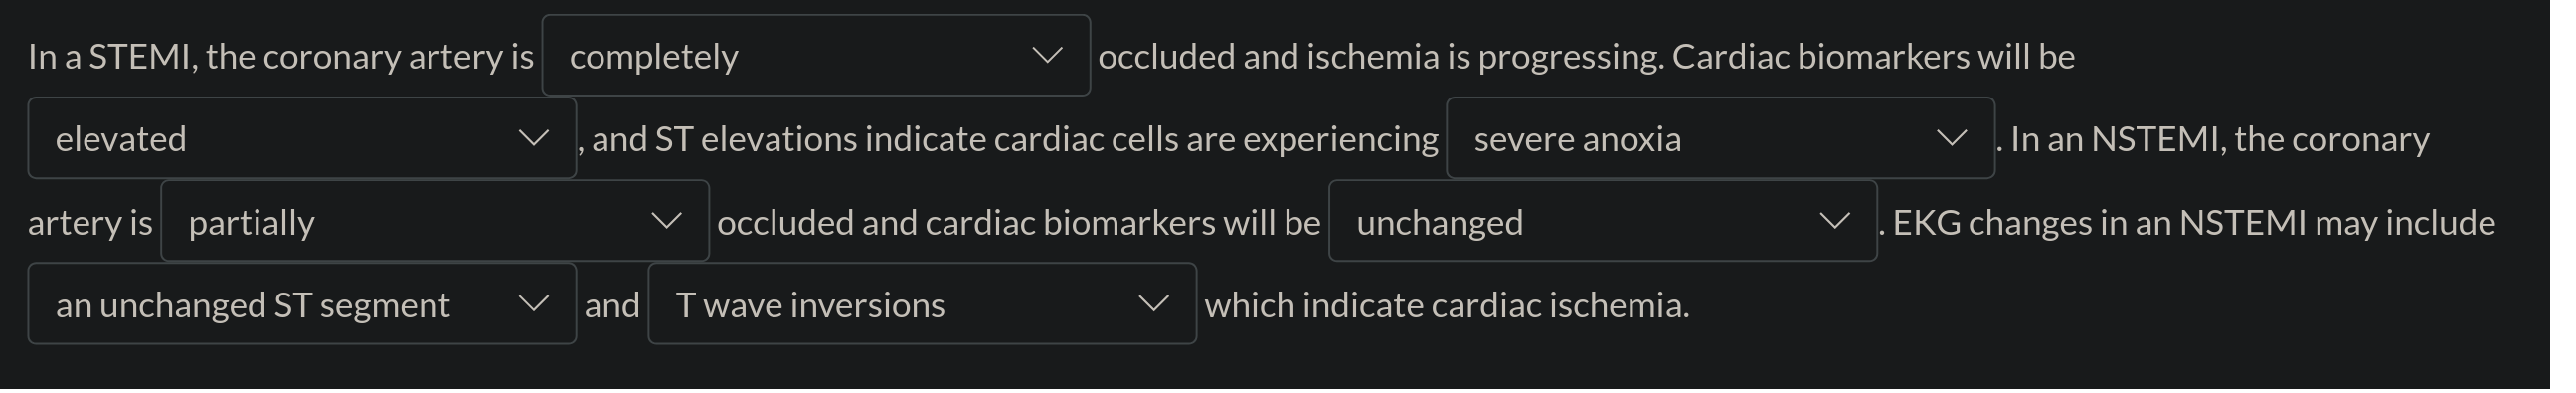 In a STEMI, the coronary artery is completely occluded and ischemia is progressing. Cardiac biomarkers will be
elevated , and ST elevations indicate cardiac cells are experiencing severe anoxia . In an NSTEMI, the coronary
artery is partially occluded and cardiac biomarkers will be unchanged . EKG changes in an NSTEMI may include
an unchanged ST segment and T wave inversions which indicate cardiac ischemia.